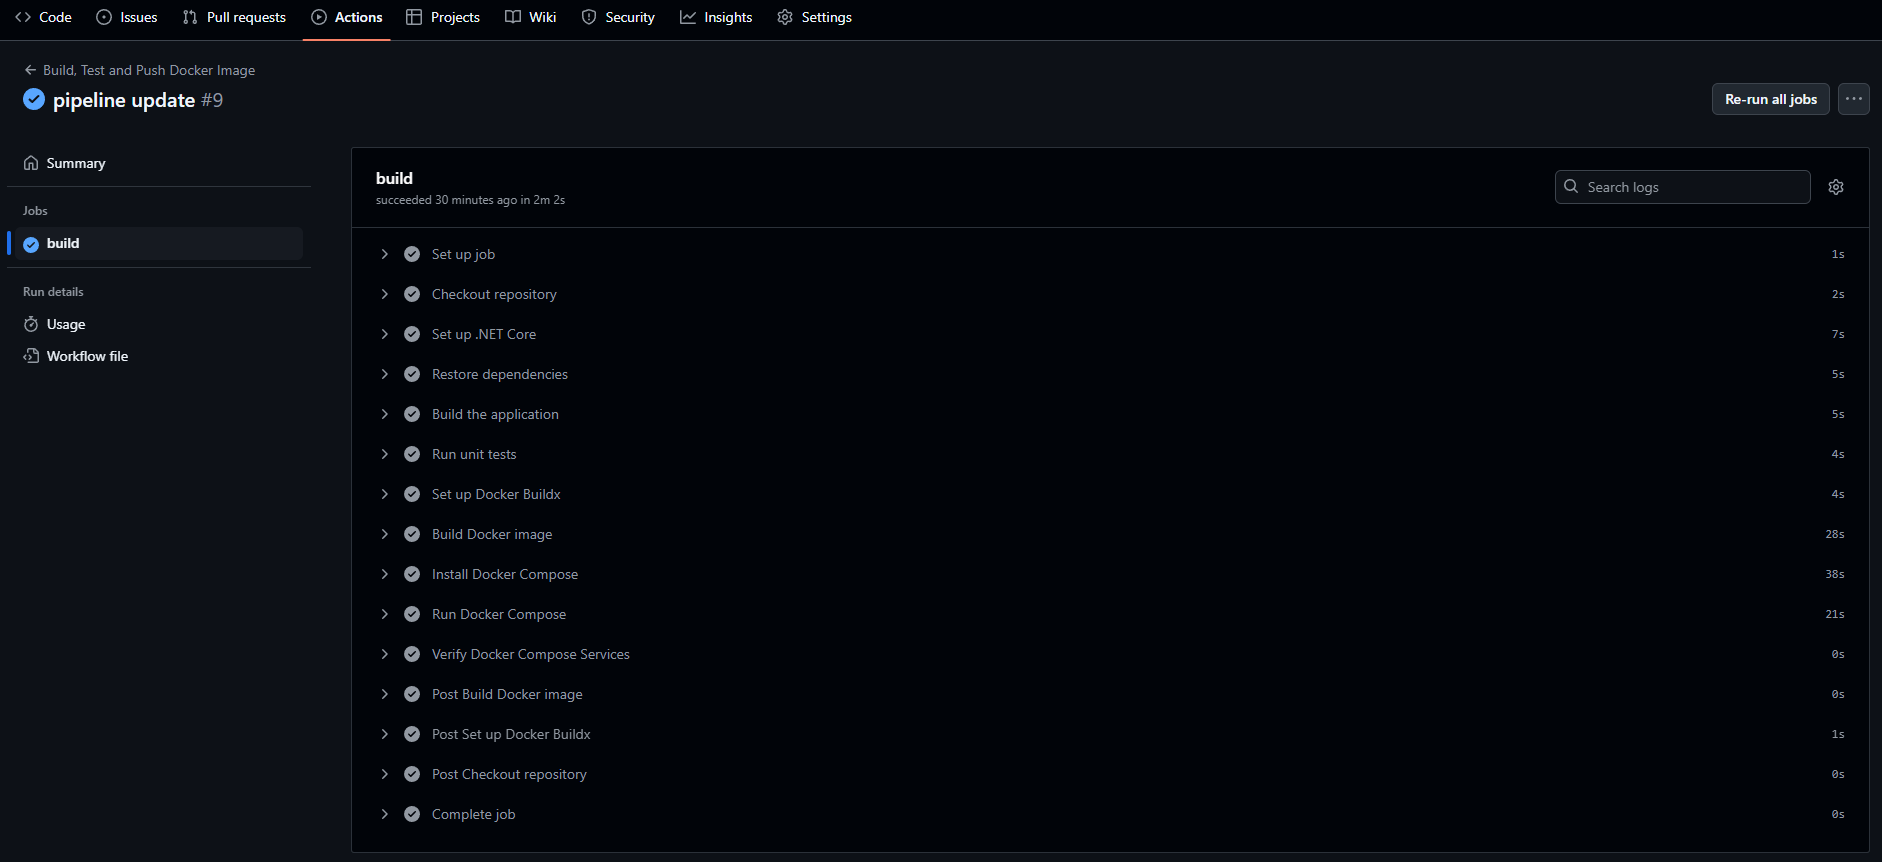 Code Issues Pull requests Actions Projects Wiki Security Insights Settings
Build, Test and Push Docker Image
pipeline update #9
Re-run all jobs
Summary
Jobs
build
Run details
Usage
Workflow file
build
succeeded 30 minutes ago in 2m 2s
Search logs
Set up job 1s
Checkout repository 2s
Set up .NET Core 7s
Restore dependencies 5s
Build the application 5s
Run unit tests 4s
Set up Docker Buildx 4s
Build Docker image 28s
Install Docker Compose 38s
Run Docker Compose 21s
Verify Docker Compose Services 0s
Post Build Docker image 0s
Post Set up Docker Buildx 1s
Post Checkout repository 0s
Complete job 0s